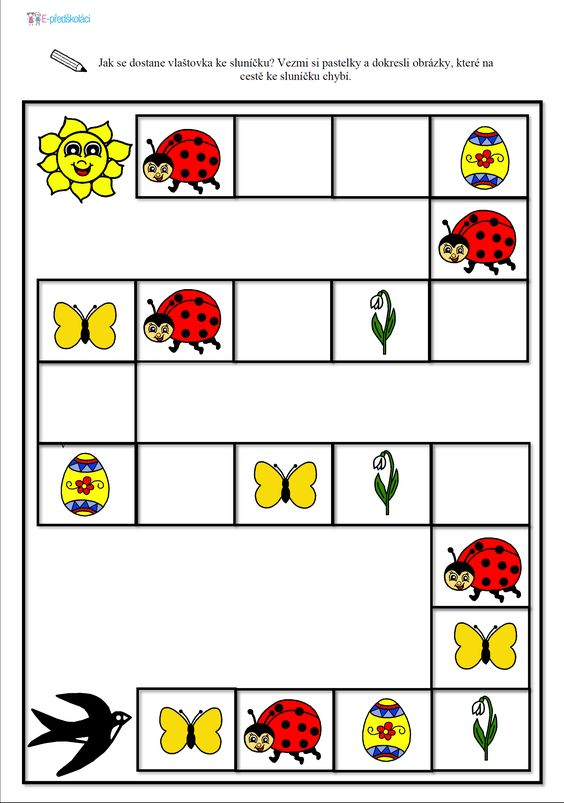 E-předškoláci
Jak se dostane vlaštovka ke sluníčku? Vezmi si pastelky a dokresli obrázky, které na
cestě ke sluníčku chybí.